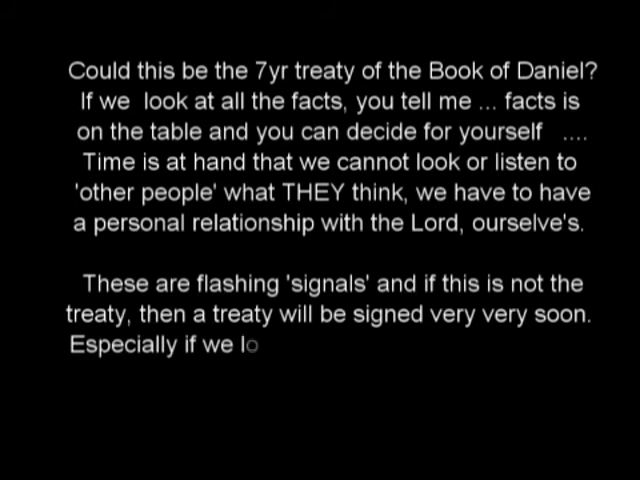 Could this be the 7yr treaty of the Book of Daniel?
If we look at all the facts, you tell me ... facts is
on the table and you can decide for yourself ....
Time is at hand that we cannot look or listen to
'other people' what THEY think, we have to have
a personal relationship with the Lord, ourselve's.
These are flashing 'signals' and if this is not the
treaty, then a treaty will be signed very very soon.
Especially if we lo